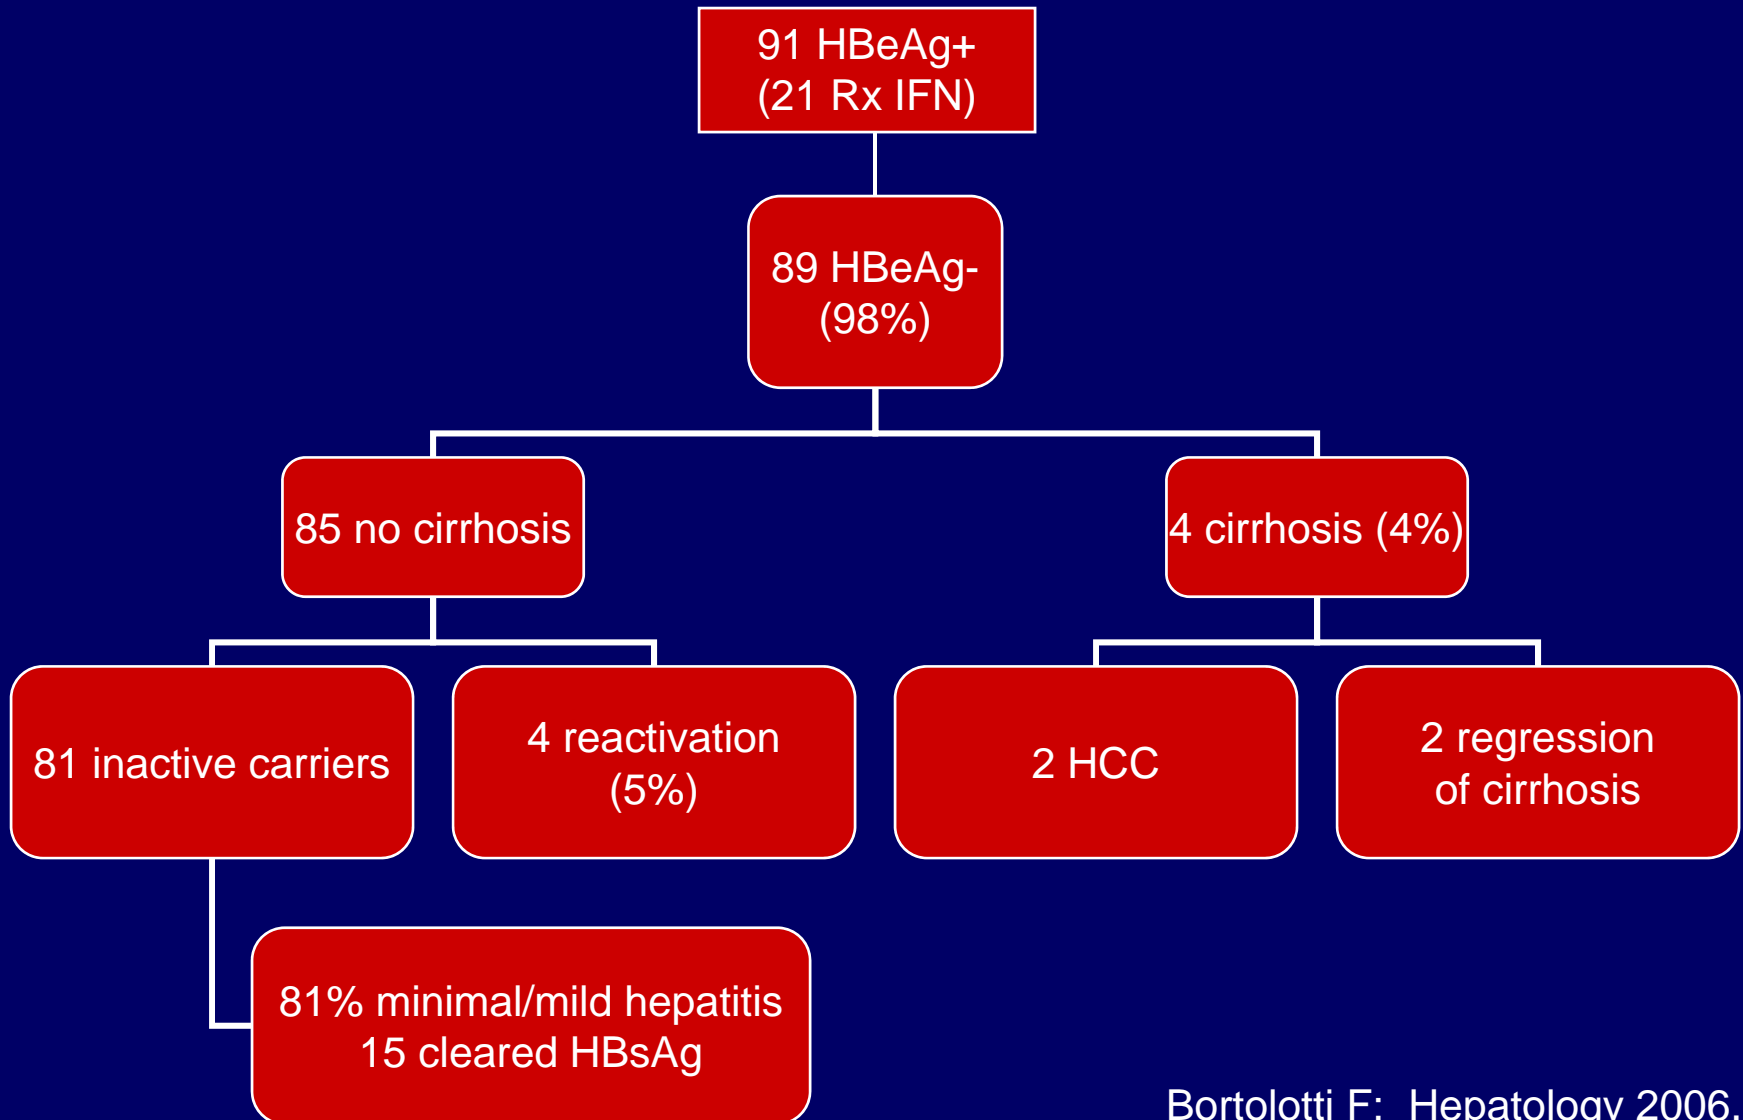 91 HBeAg+
(21 Rx IFN)
89 HBeAg-
(98%)
85 no cirrhosis
4 cirrhosis (4%)
81 inactive carriers
4 reactivation
(5%)
2 HCC
2 regression
of cirrhosis
81% minimal/mild hepatitis
15 cleared HBsAg
Bortolotti F: Hepatology 2006.